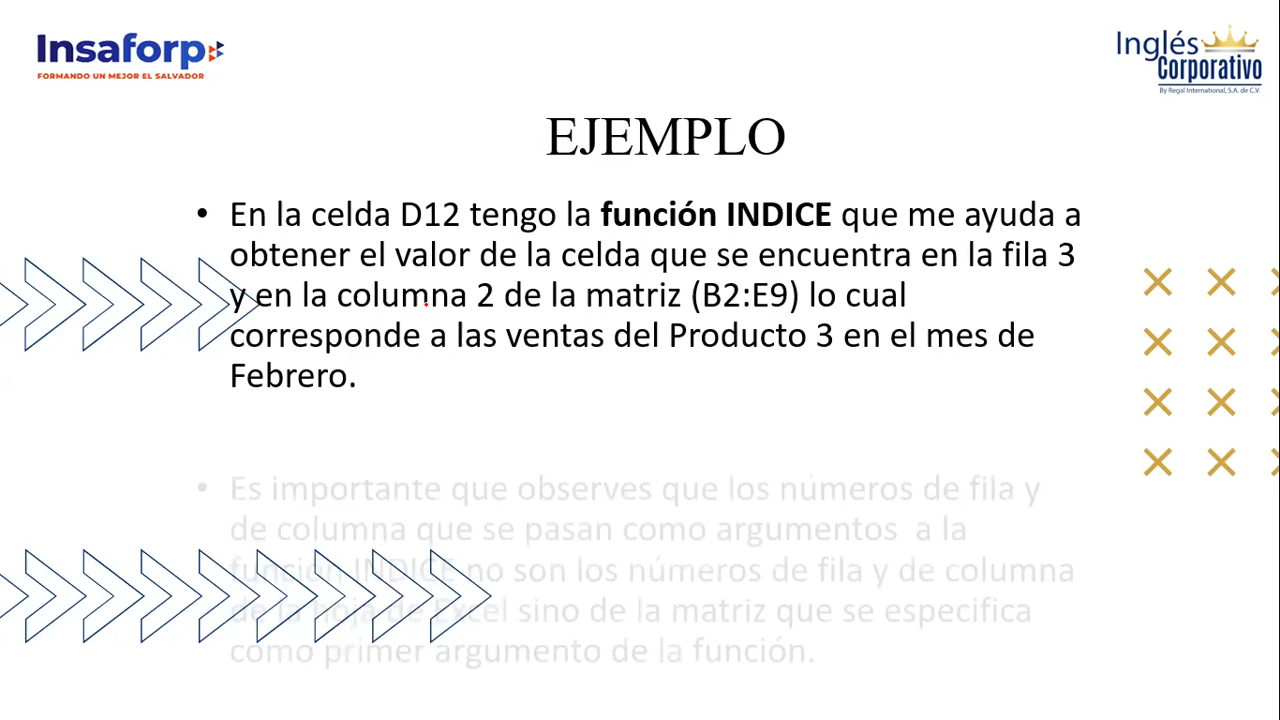 Insaforp
FORMANDO UN MEJOR EL SALVADOR
Inglés
Corporativo
By Regal International, S.A. de C.V.
EJEMPLO
• En la celda D12 tengo la función INDICE que me ayuda a
obtener el valor de la celda que se encuentra en la fila 3
y en la columna 2 de la matriz (B2:E9) lo cual
corresponde a las ventas del Producto 3 en el mes de
Febrero.
• Es importante que observes que los números de fila y
de columna que se pasan como argumentos a la
función INDICE no son los números de fila y de columna
de la hoja de Excel sino de la matriz que se especifica
como primer argumento de la función.